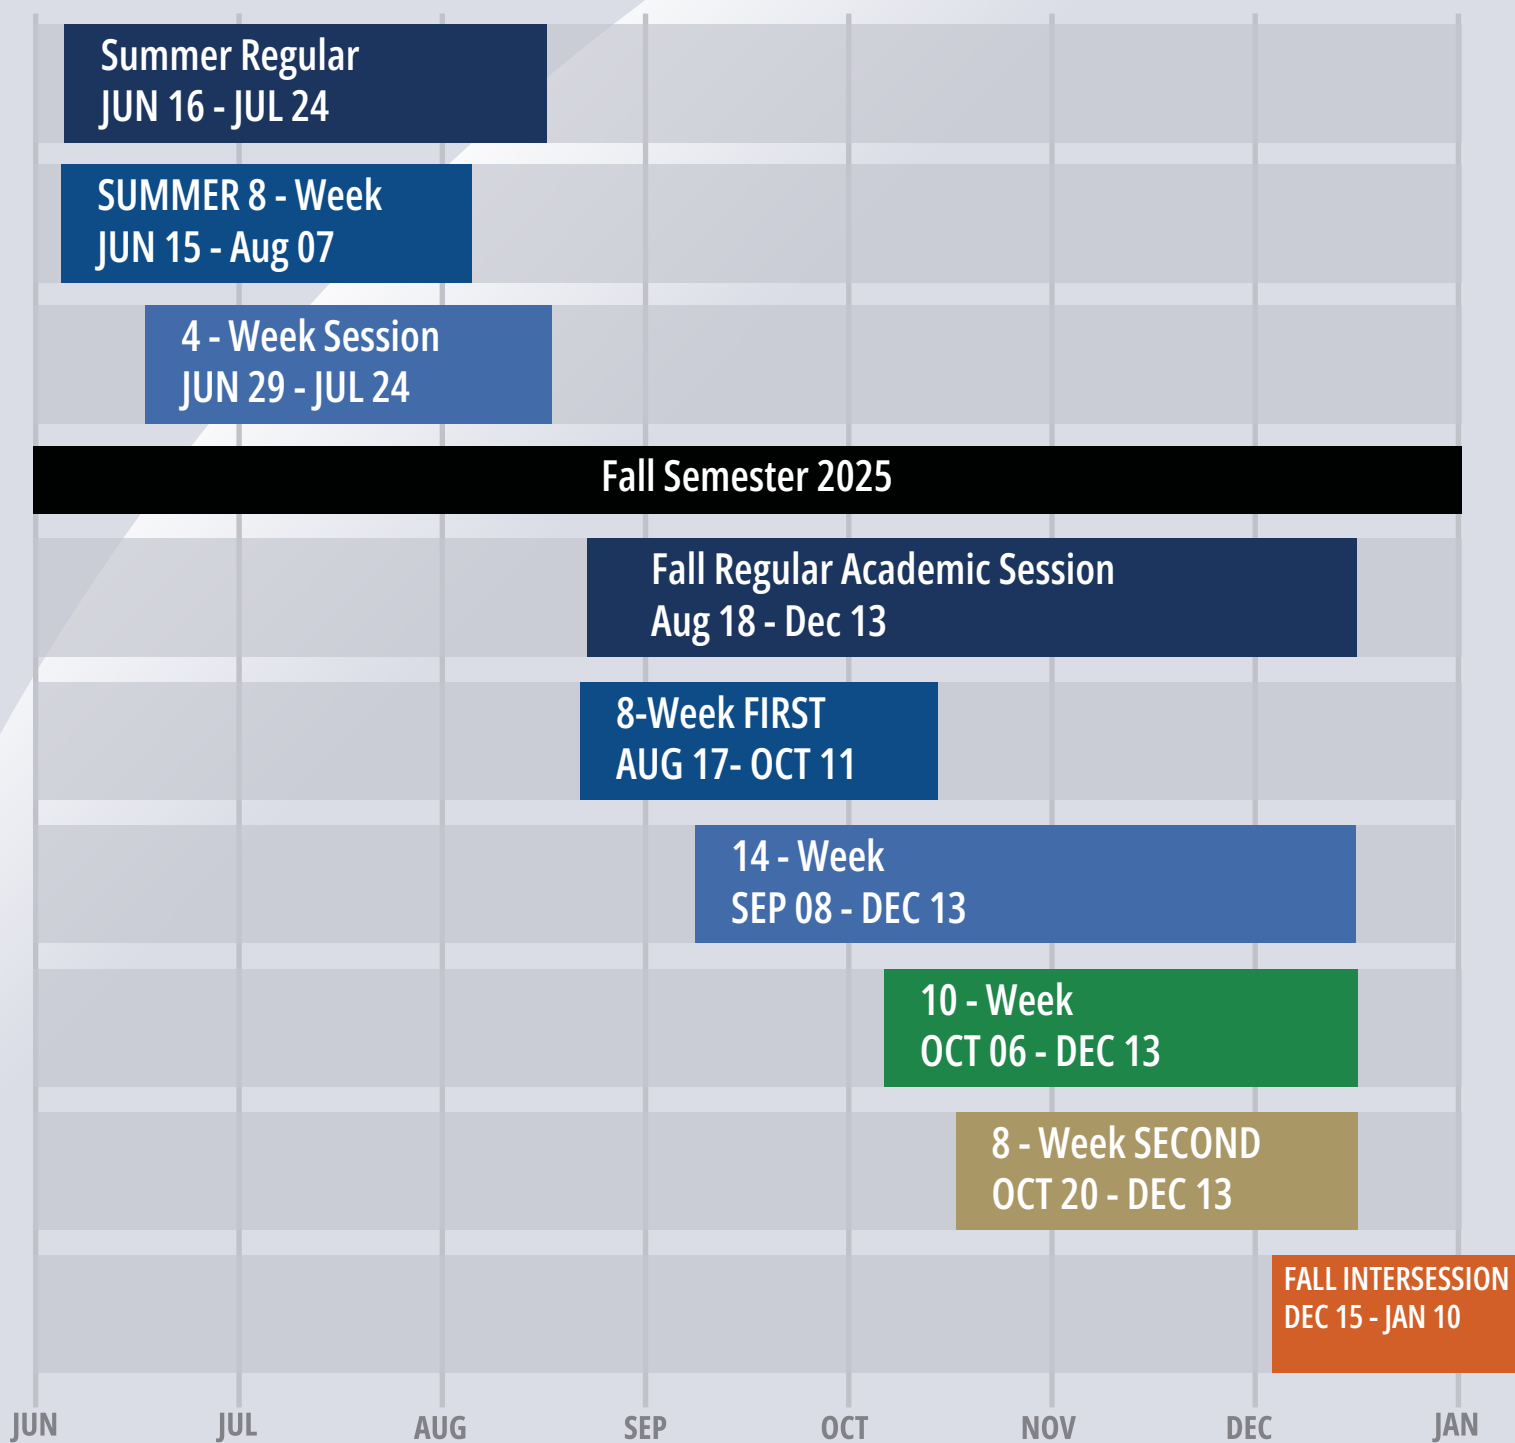 Summer Regular
JUN 16 - JUL 24
SUMMER 8 - Week
JUN 15 - Aug 07
4 - Week Session
JUN 29 - JUL 24
Fall Semester 2025
Fall Regular Academic Session
Aug 18 - Dec 13
8-Week FIRST
AUG 17- OCT 11
14 - Week
SEP 08 - DEC 13
10 - Week
OCT 06 - DEC 13
8 - Week SECOND
OCT 20 - DEC 13
FALL INTERSESSION
DEC 15 - JAN 10
JUN JUL AUG SEP OCT NOV DEC JAN